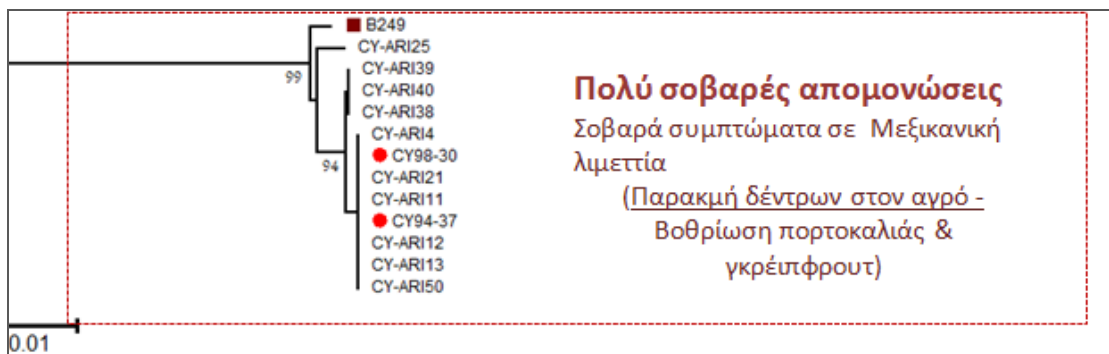 B249
CY-ARI25
CY-ARI39
CY-ARI40
CY-ARI38
CY-ARI4
CY98-30
CY-ARI21
CY-ARI11
CY94-37
CY-ARI12
CY-ARI13
CY-ARI50
99
94
0.01
Πολύ σοβαρές απομονώσεις
Σοβαρά συμπτώματα σε Μεξικανική
λιμεττία
(Παρακμή δέντρων στον αγρό -
Βοθρίωση πορτοκαλιάς &
γκρέιπφρουτ)